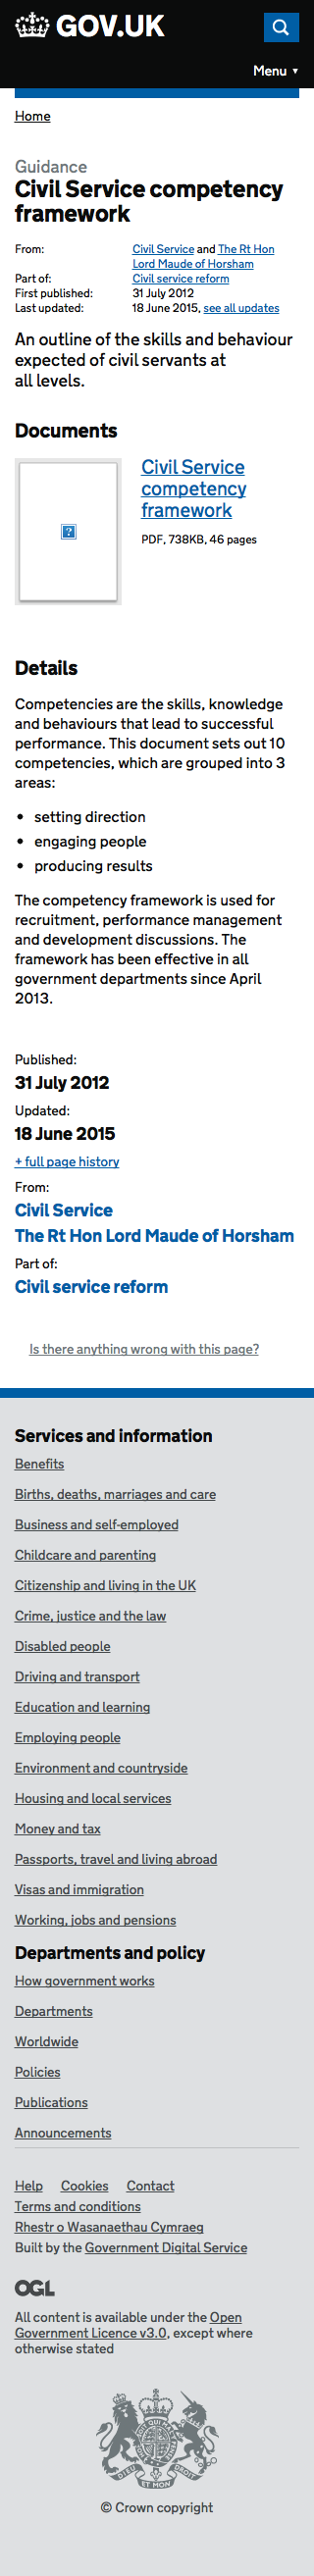 GOV.UK
Menu ▼
Home
Guidance
Civil Service competency
framework
From: Civil Service and The Rt Hon
Lord Maude of Horsham
Part of: Civil service reform
First published: 31 July 2012
Last updated: 18 June 2015, see all updates
An outline of the skills and behaviour
expected of civil servants at
all levels.
Documents
?
Civil Service
competency
framework
PDF, 738KB, 46 pages
Details
Competencies are the skills, knowledge
and behaviours that lead to successful
performance. This document sets out 10
competencies, which are grouped into 3
areas:
• setting direction
• engaging people
• producing results
The competency framework is used for
recruitment, performance management
and development discussions. The
framework has been effective in all
government departments since April
2013.
Published:
31 July 2012
Updated:
18 June 2015
+ full page history
From:
Civil Service
The Rt Hon Lord Maude of Horsham
Part of:
Civil service reform
Is there anything wrong with this page?
Services and information
Benefits
Births, deaths, marriages and care
Business and self-employed
Childcare and parenting
Citizenship and living in the UK
Crime, justice and the law
Disabled people
Driving and transport
Education and learning
Employing people
Environment and countryside
Housing and local services
Money and tax
Passports, travel and living abroad
Visas and immigration
Working, jobs and pensions
Departments and policy
How government works
Departments
Worldwide
Policies
Publications
Announcements
Help Cookies Contact
Terms and conditions
Rhestr o Wasanaethau Cymraeg
Built by the Government Digital Service
OGL
All content is available under the Open
Government Licence v3.0, except where
otherwise stated
DIEU ET MON DROIT
© Crown copyright